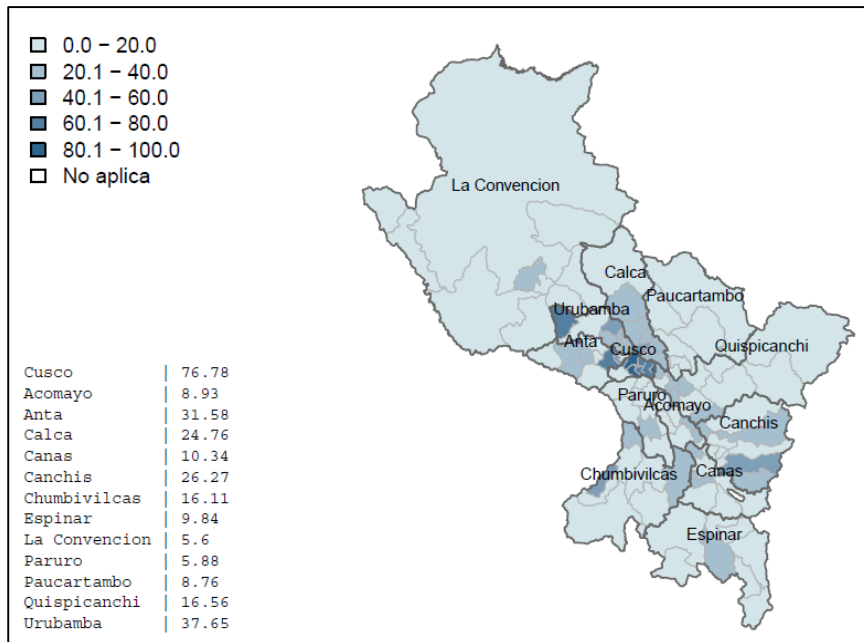 0.0 − 20.0
20.1 − 40.0
40.1 − 60.0
60.1 − 80.0
80.1 − 100.0
No aplica
La Convencion
Calca
Paucartambo
Urubamba
Quispicanchi
Anta
Cusco
Paruro
Acomayo
Canchis
Chumbivilcas
Canas
Espinar
Cusco | 76.78
Acomayo | 8.93
Anta | 31.58
Calca | 24.76
Canas | 10.34
Canchis | 26.27
Chumbivilcas | 16.11
Espinar | 9.84
La Convencion | 5.6
Paruro | 5.88
Paucartambo | 8.76
Quispicanchi | 16.56
Urubamba | 37.65